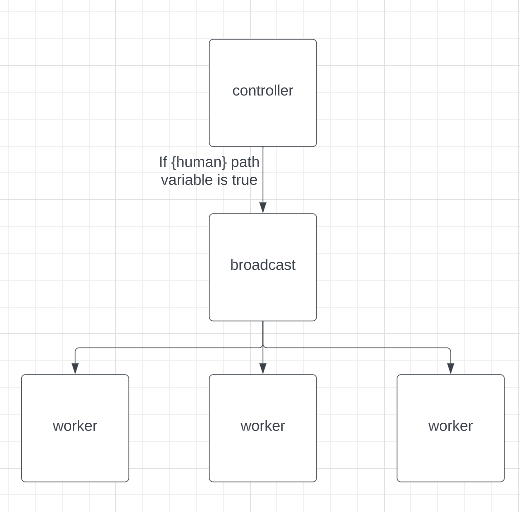 controller
If {human} path
variable is true
broadcast
worker
worker
worker